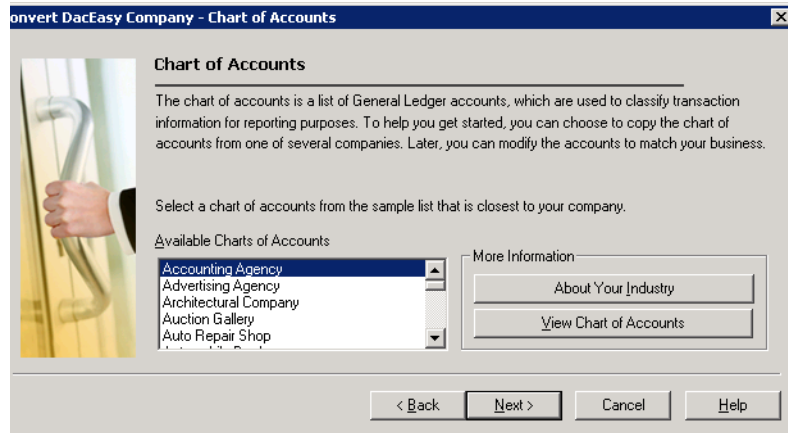 onvert DacEasy Company - Chart of Accounts
Chart of Accounts
The chart of accounts is a list of General Ledger accounts, which are used to classify transaction
information for reporting purposes. To help you get started, you can choose to copy the chart of
accounts from one of several companies. Later, you can modify the accounts to match your business.
Select a chart of accounts from the sample list that is closest to your company.
Available Charts of Accounts
Accounting Agency
Advertising Agency
Architectural Company
Auction Gallery
Auto Repair Shop
More Information
About Your Industry
View Chart of Accounts
< Back
Next >
Cancel
Help